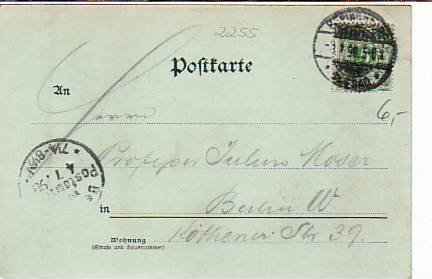 2255
Postkarte
An
Herrn
6,-
Professor Julius Moser
in Berlin W
Wohnung
(Straße und Hausnummer)
Köthener Str 39.